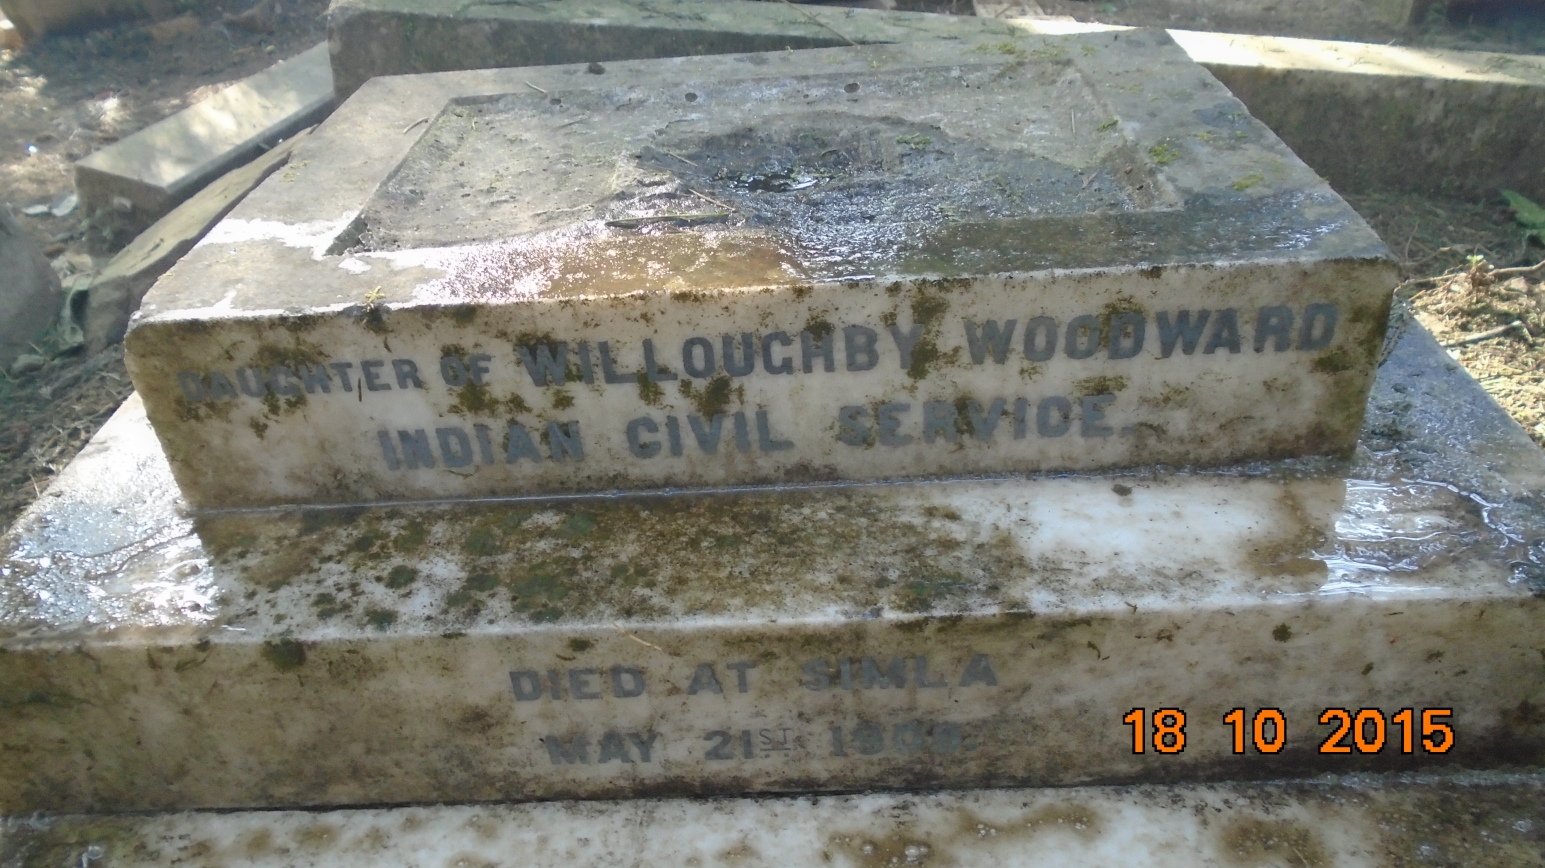 DAUGHTER OF WILLOUGHBY WOODWARD
INDIAN CIVIL SERVICE.
DIED AT SIMLA
MAY 21ST
18 10 2015